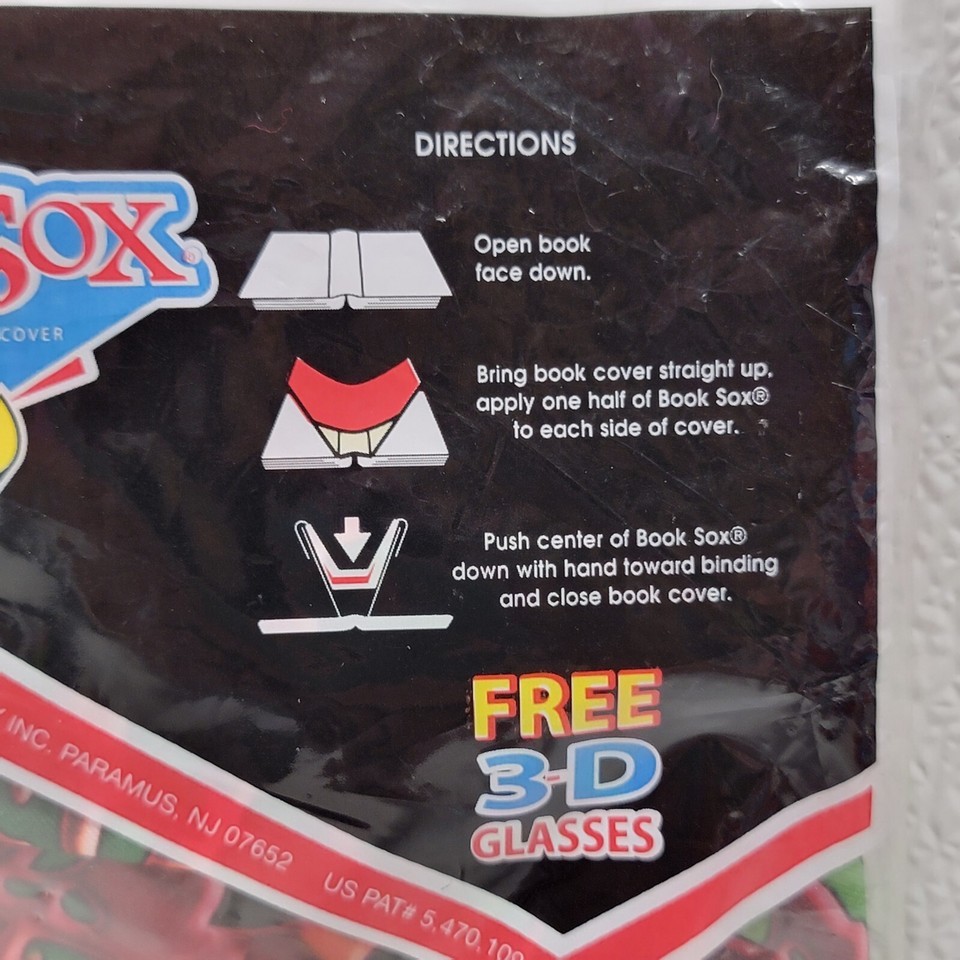 DIRECTIONS
SOX®
COVER
Open book
face down.
Bring book cover straight up,
apply one half of Book Sox®
to each side of cover.
Push center of Book Sox®
down with hand toward binding
and close book cover.
FREE
3-D
GLASSES
INC. PARAMUS, NJ 07652
US PAT# 5,470,109